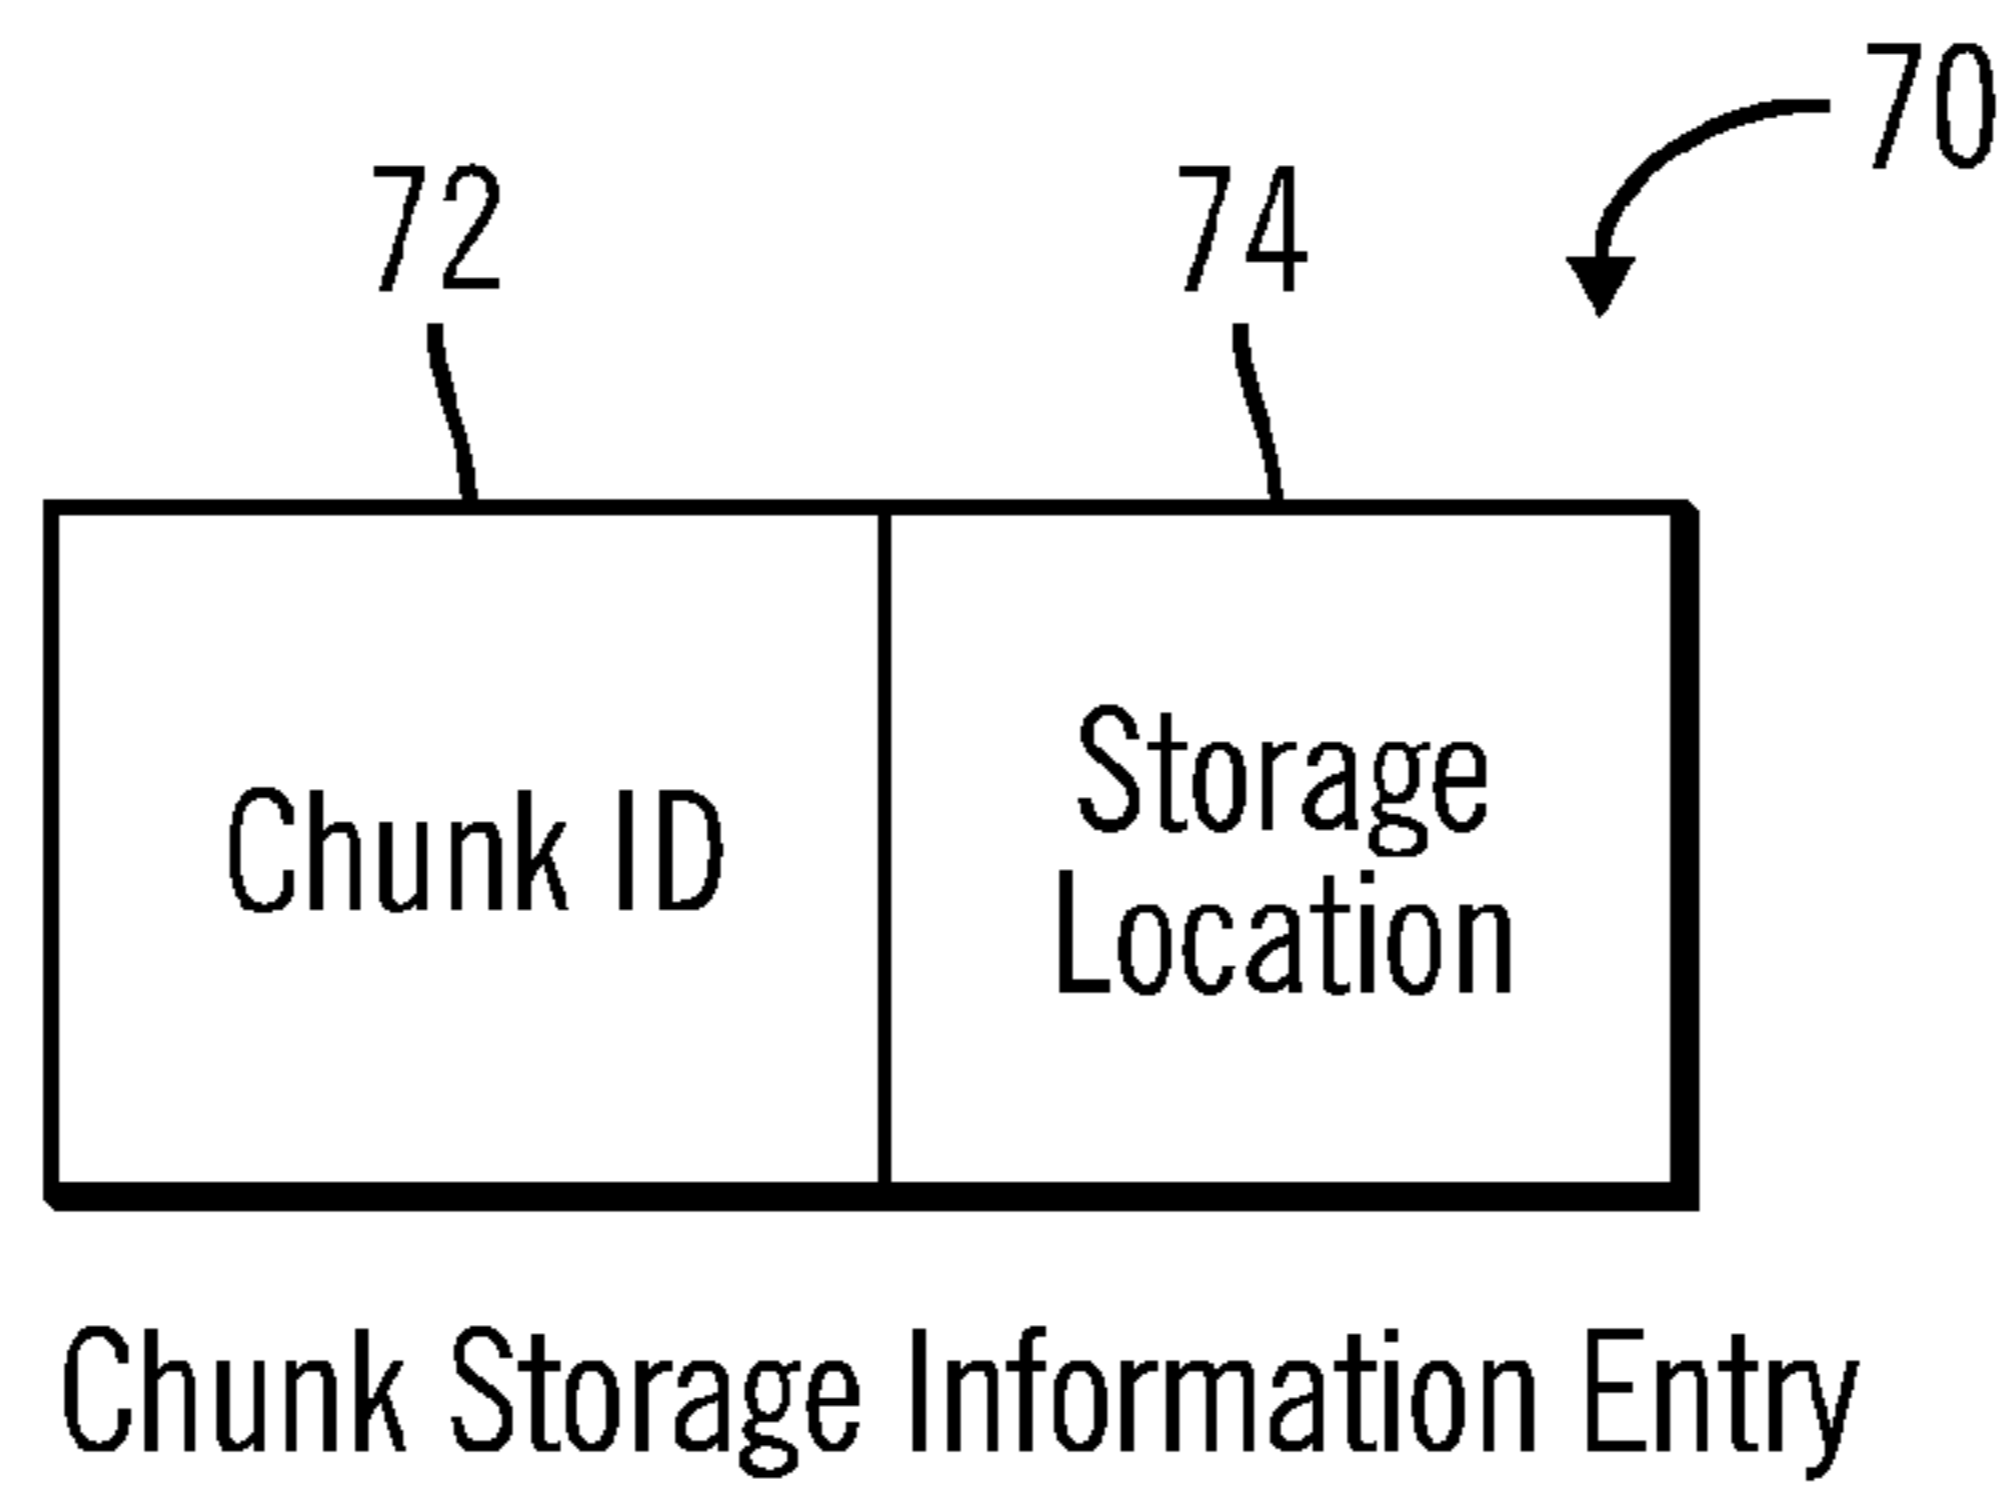 70
72
74
Chunk ID
Storage
Location
Chunk Storage Information Entry